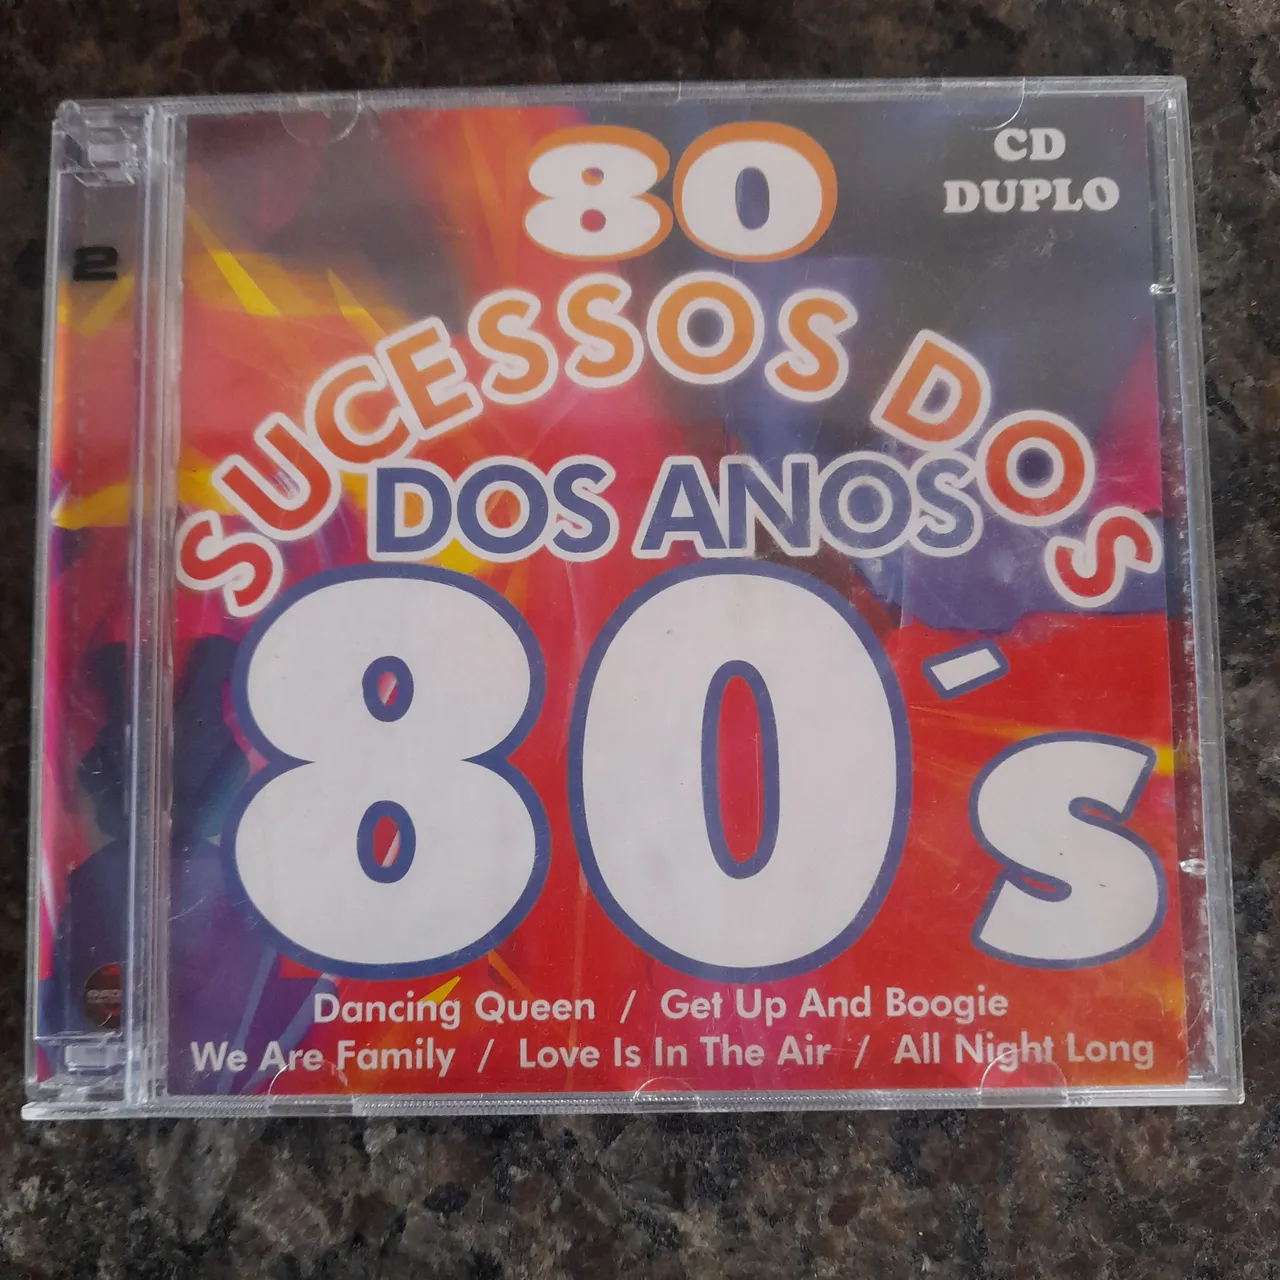 80
CD
DUPLO
SUCESSOS DOS
DOS ANOS
80´s
Dancing Queen / Get Up And Boogie
We Are Family / Love Is In The Air / All Night Long
2